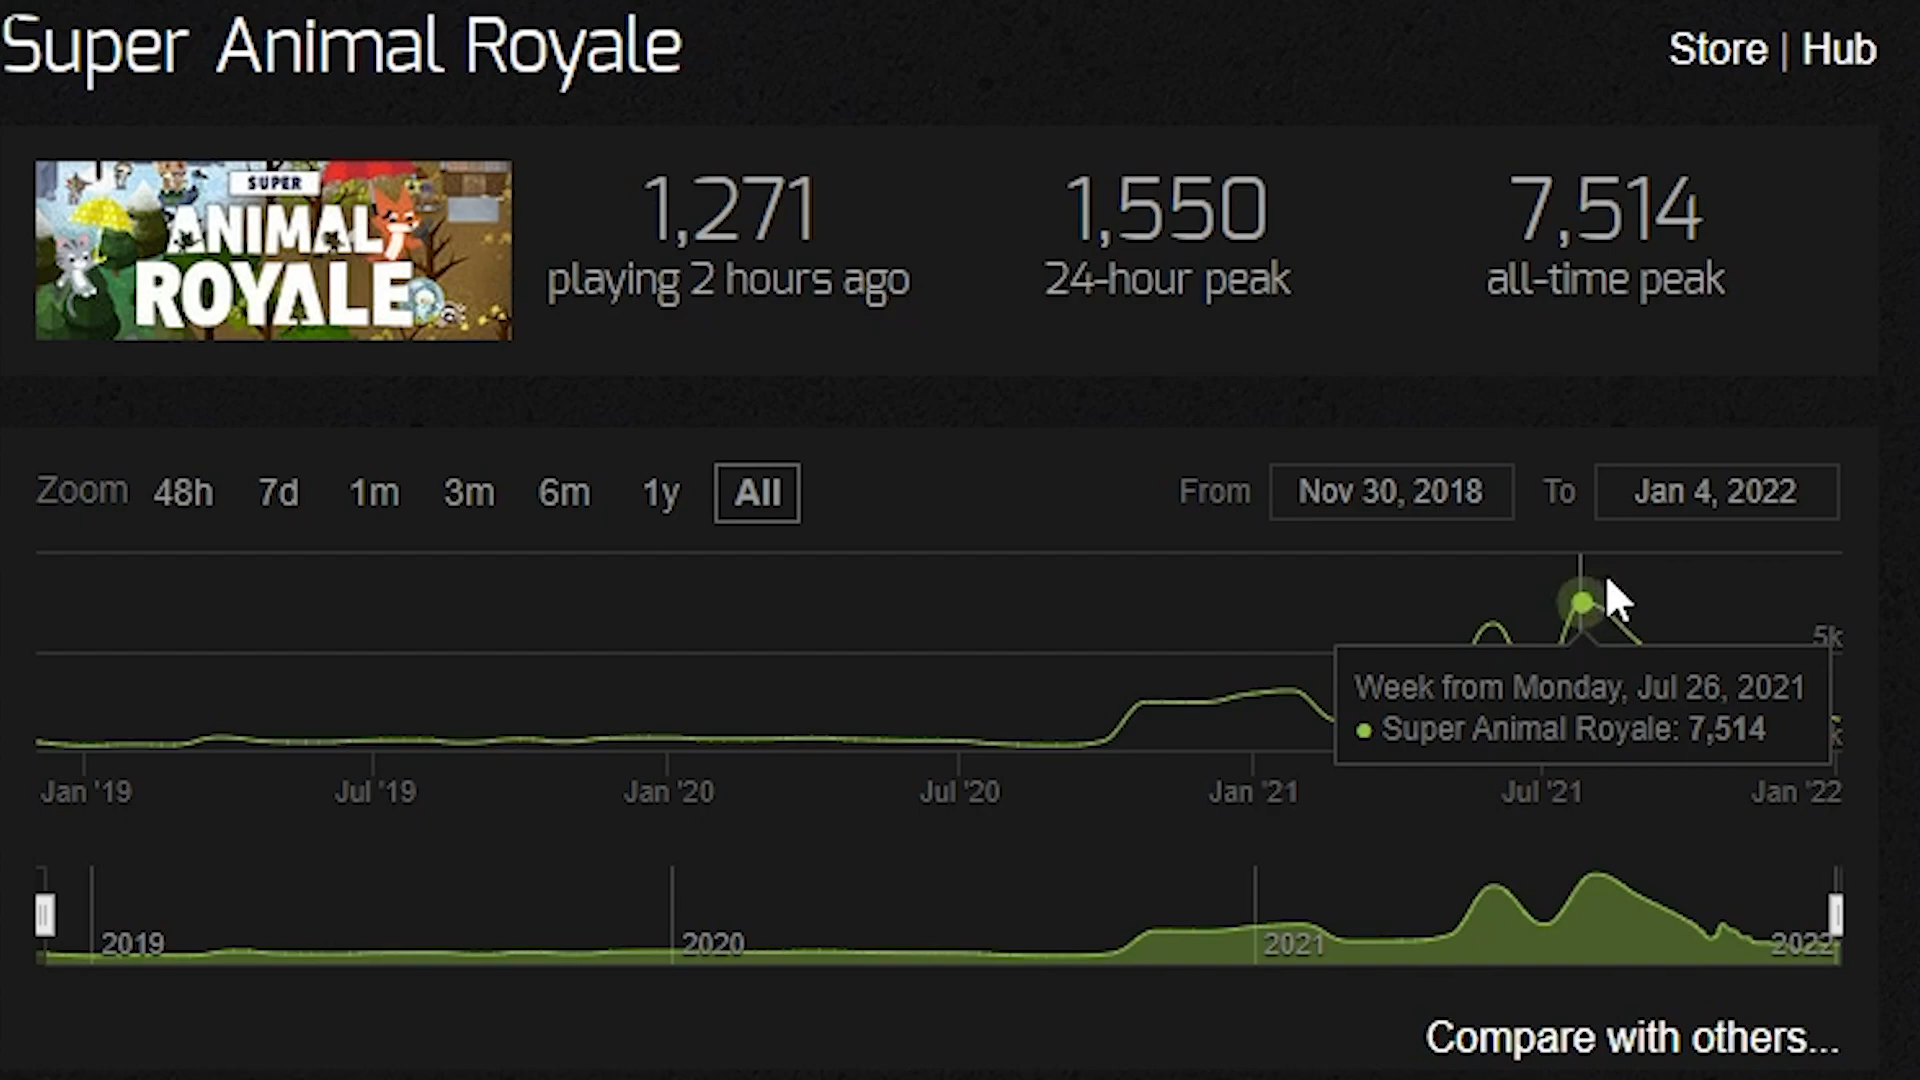 Super Animal Royale
Store | Hub
SUPER
ANIMAL
ROYALE
1,271
playing 2 hours ago
1,550
24-hour peak
7,514
all-time peak
Zoom 48h 7d 1m 3m 6m 1y All
From Nov 30, 2018 To Jan 4, 2022
5k
Week from Monday, Jul 26, 2021
Super Animal Royale: 7,514
Jan '19 Jul '19 Jan '20 Jul '20 Jan '21 Jul '21 Jan '22
2019 2020 2021 2022
Compare with others...